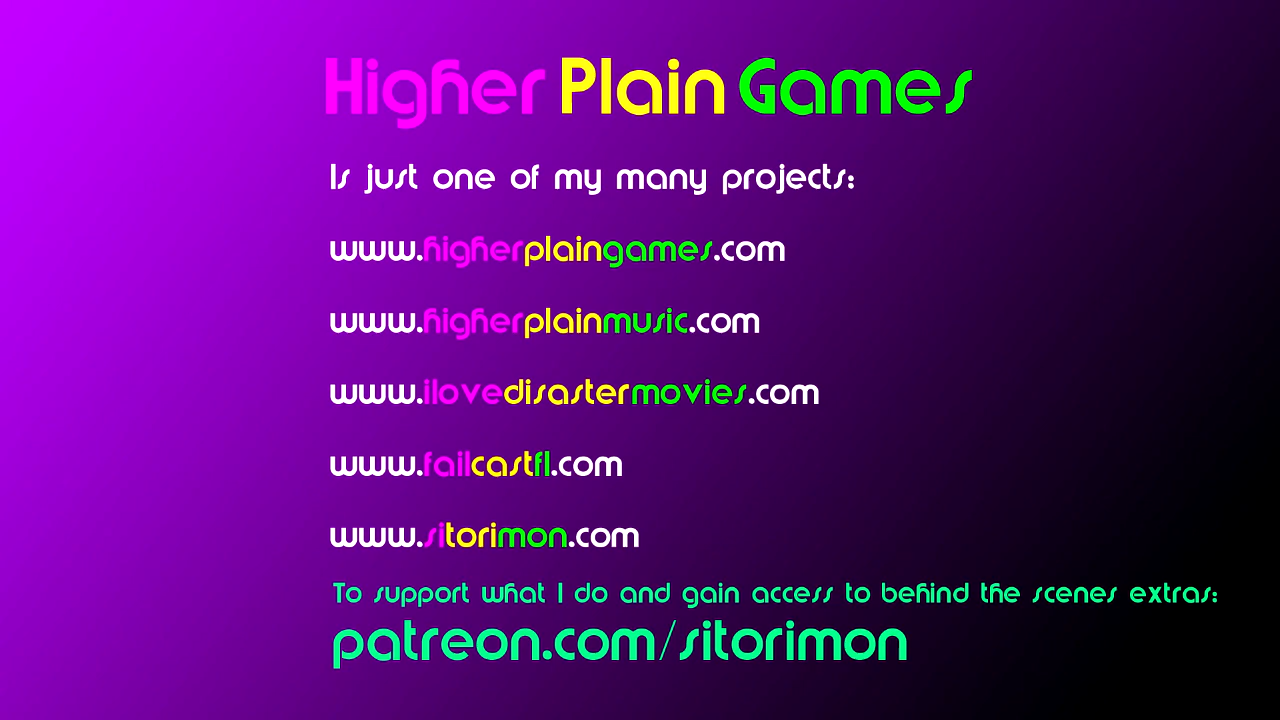 Higher Plain Games
Is just one of my many projects:
www.higherplaingames.com
www.higherplainmusic.com
www.ilovedisastermovies.com
www.failcastfl.com
www.sitorimon.com
To support what I do and gain access to behind the scenes extras:
patreon.com/sitorimon